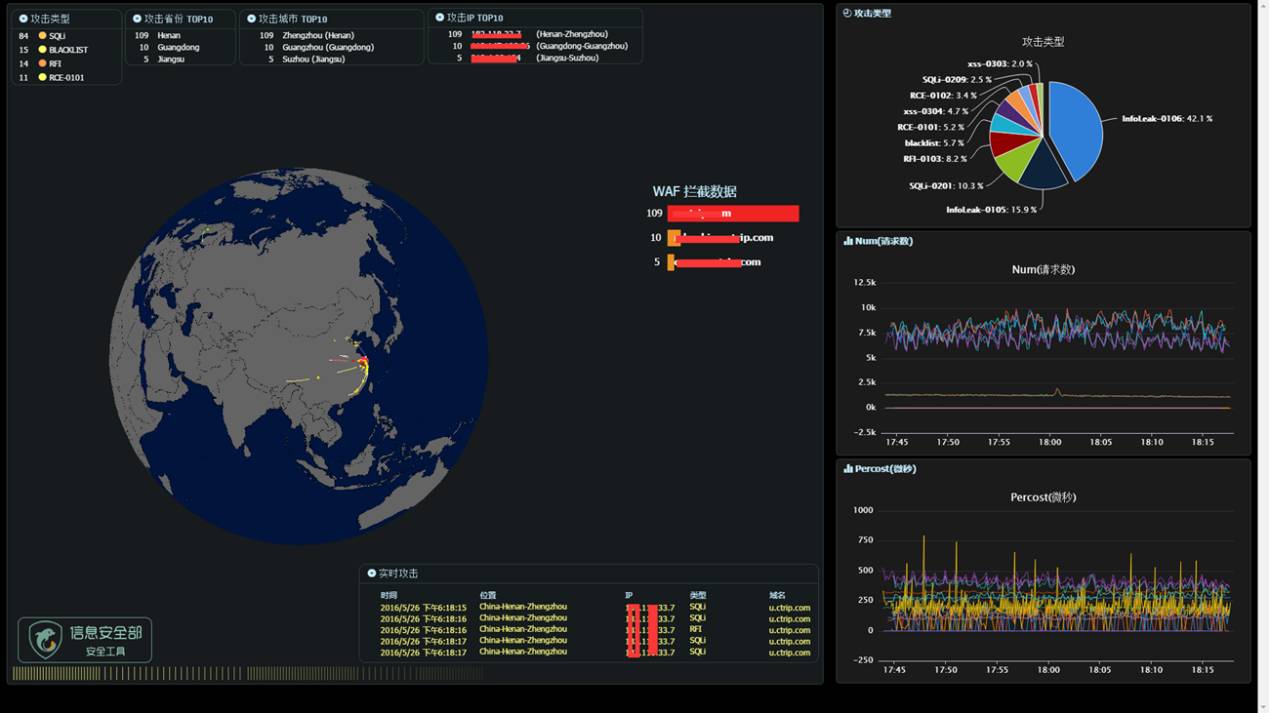 攻击类型
84 SQLi
15 BLACKLIST
14 RFI
11 RCE-0101
攻击省份 TOP10
109 Henan
10 Guangdong
5 Jiangsu
攻击城市 TOP10
109 Zhengzhou (Henan)
10 Guangzhou (Guangdong)
5 Suzhou (Jiangsu)
攻击IP TOP10
109 (Henan-Zhengzhou)
10 (Guangdong-Guangzhou)
5 (Jiangsu-Suzhou)
WAF 拦截数据
109 m
10 ip.com
5 com
实时攻击
时间 位置 IP 类型 域名
2016/5/26 下午6:18:15 China-Henan-Zhengzhou 33.7 SQLi u.ctrip.com
2016/5/26 下午6:18:16 China-Henan-Zhengzhou 33.7 SQLi u.ctrip.com
2016/5/26 下午6:18:16 China-Henan-Zhengzhou 33.7 RFI u.ctrip.com
2016/5/26 下午6:18:17 China-Henan-Zhengzhou 33.7 SQLi u.ctrip.com
2016/5/26 下午6:18:17 China-Henan-Zhengzhou 33.7 SQLi u.ctrip.com
信息安全部
安全工具
攻击类型
攻击类型
xss-0303: 2.0 %
SQLi-0209: 2.5 %
RCE-0102: 3.4 %
xss-0304: 4.7 %
RCE-0101: 5.2 %
blacklist: 5.7 %
RFI-0103: 8.2 %
SQLi-0201: 10.3 %
InfoLeak-0105: 15.9 %
InfoLeak-0106: 42.1 %
Num(请求数)
Num(请求数)
12.5k
10k
7.5k
5k
2.5k
0k
-2.5k
17:45 17:50 17:55 18:00 18:05 18:10 18:15
Percost(微秒)
Percost(微秒)
1000
750
500
250
0
-250
17:45 17:50 17:55 18:00 18:05 18:10 18:15